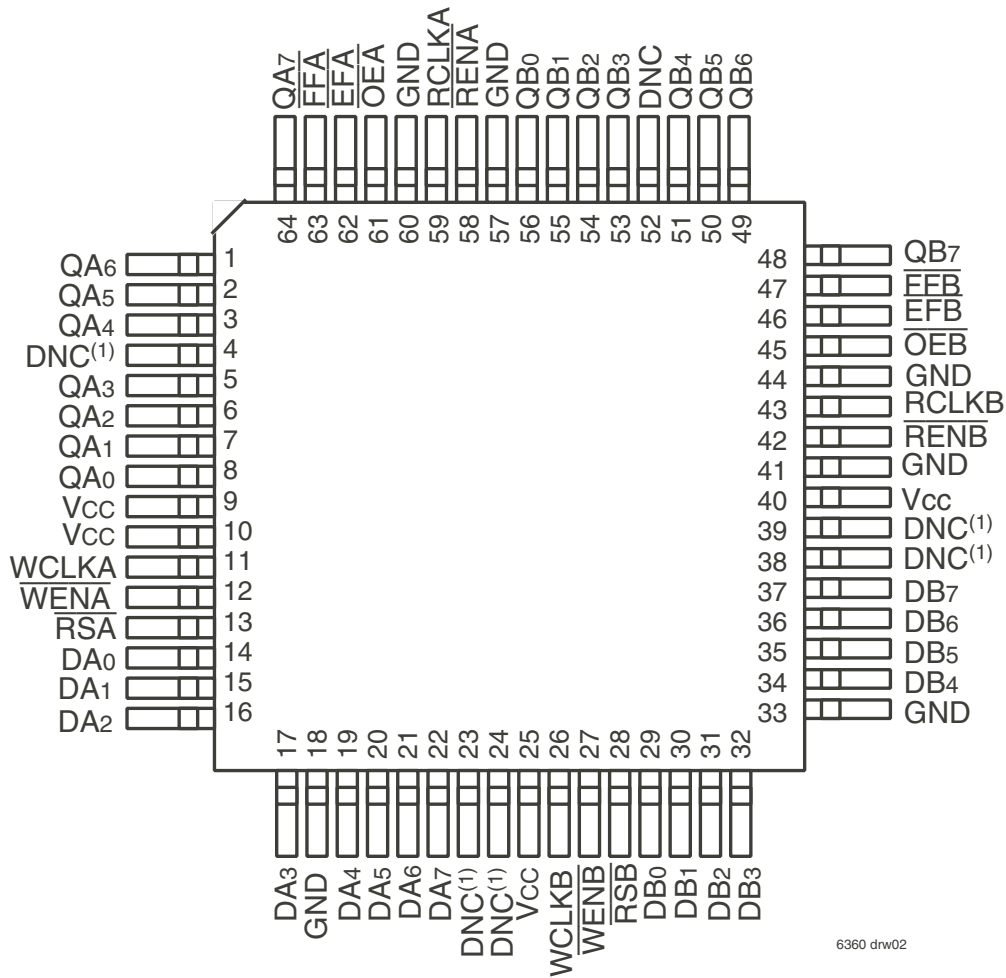 QA7
FFA
EFA
OEA
GND
RCLKA
RENA
GND
QB0
QB1
QB2
QB3
DNC
QB4
QB5
QB6
64
63
62
61
60
59
58
57
56
55
54
53
52
51
50
49
QA6 1
QA5 2
QA4 3
DNC(1) 4
QA3 5
QA2 6
QA1 7
QA0 8
VCC 9
VCC 10
WCLKA 11
WENA 12
RSA 13
DA0 14
DA1 15
DA2 16
48 QB7
47 FFB
46 EFB
45 OEB
44 GND
43 RCLKB
42 RENB
41 GND
40 Vcc
39 DNC(1)
38 DNC(1)
37 DB7
36 DB6
35 DB5
34 DB4
33 GND
17
18
19
20
21
22
23
24
25
26
27
28
29
30
31
32
DA3
GND
DA4
DA5
DA6
DA7
DNC(1)
DNC(1)
VCC
WCLKB
WENB
RSB
DB0
DB1
DB2
DB3
6360 drw02